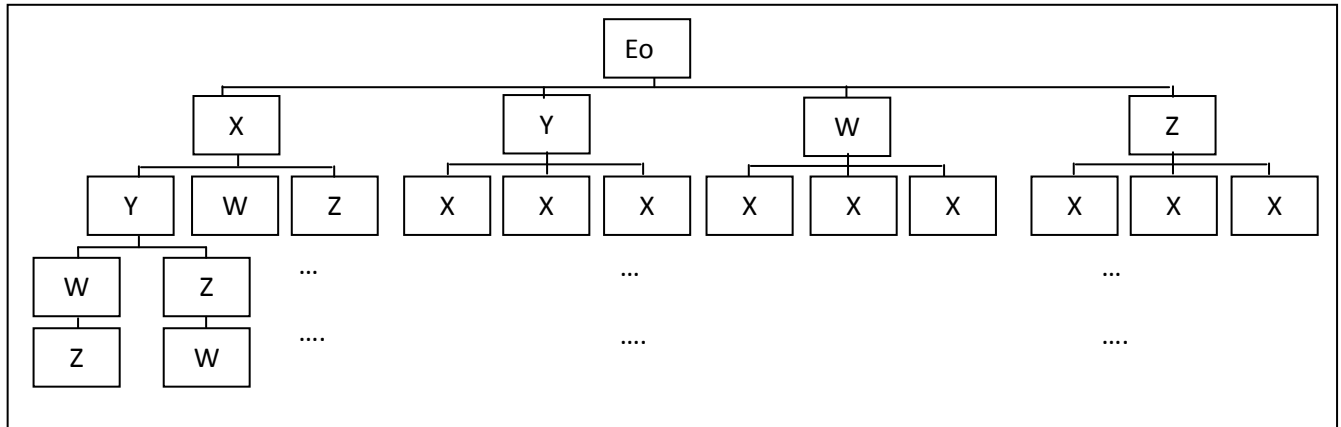 Eo
X Y W Z
Y W Z X X X X X X X X X
W Z ... ... ...
Z W .... .... ....